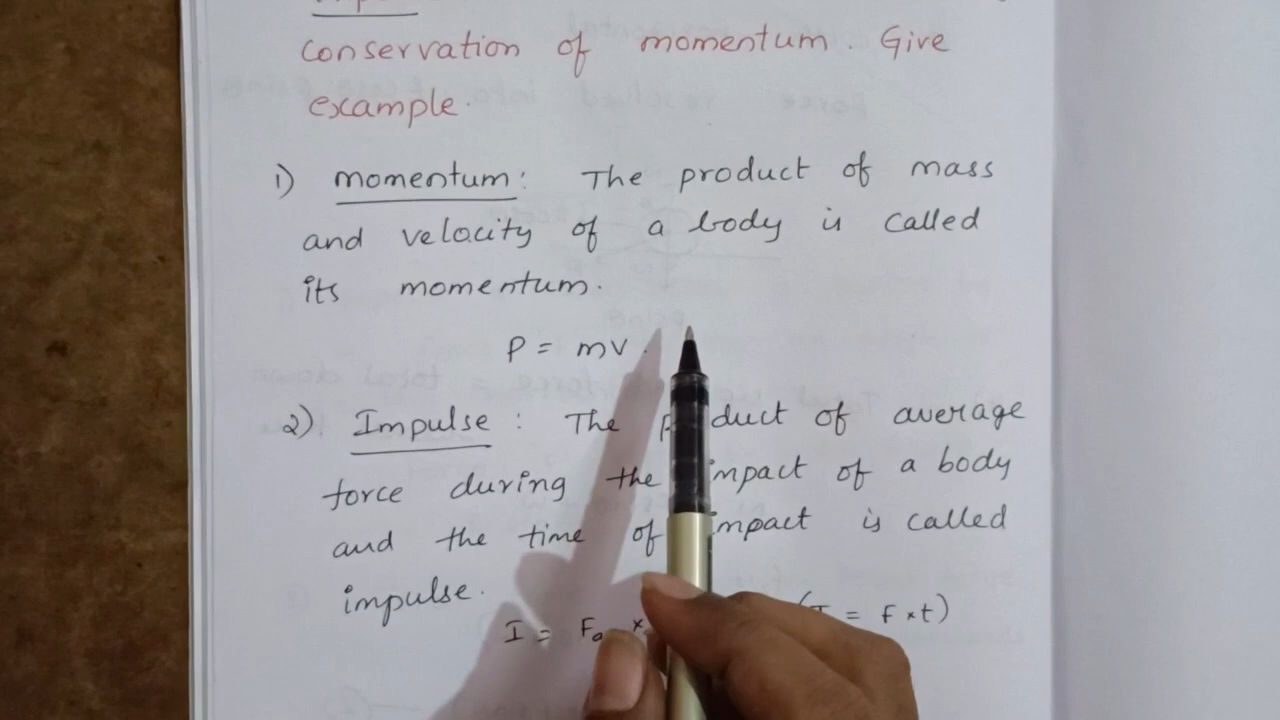 conservation of momentum. Give
example.
1) momentum: The product of mass
and velocity of a body is called
its momentum.
P = mv.
2) Impulse : The of average
force during the impact of a body
and the time of impact is called
impulse.
I = F × = F × t)